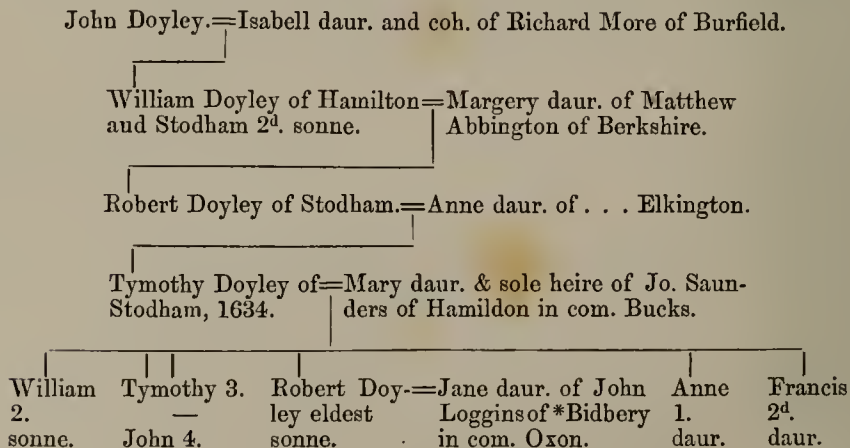 John Doyley.=Isabell daur. and coh. of Richard More of Burfield.
William Doyley of Hamilton=Margery daur. of Matthew
aud Stodham 2d. sonne. Abbington of Berkshire.
Robert Doyley of Stodham.=Anne daur. of . . . Elkington.
Tymothy Doyley of=Mary daur. & sole heire of Jo. Saun-
Stodham, 1634. ders of Hamildon in com. Bucks.
William Tymothy 3. Robert Doy-=Jane daur. of John Anne Francis
2. — ley eldest Loggins of *Bidbery 1. 2d.
sonne. John 4. sonne. in com. Oxon. daur. daur.